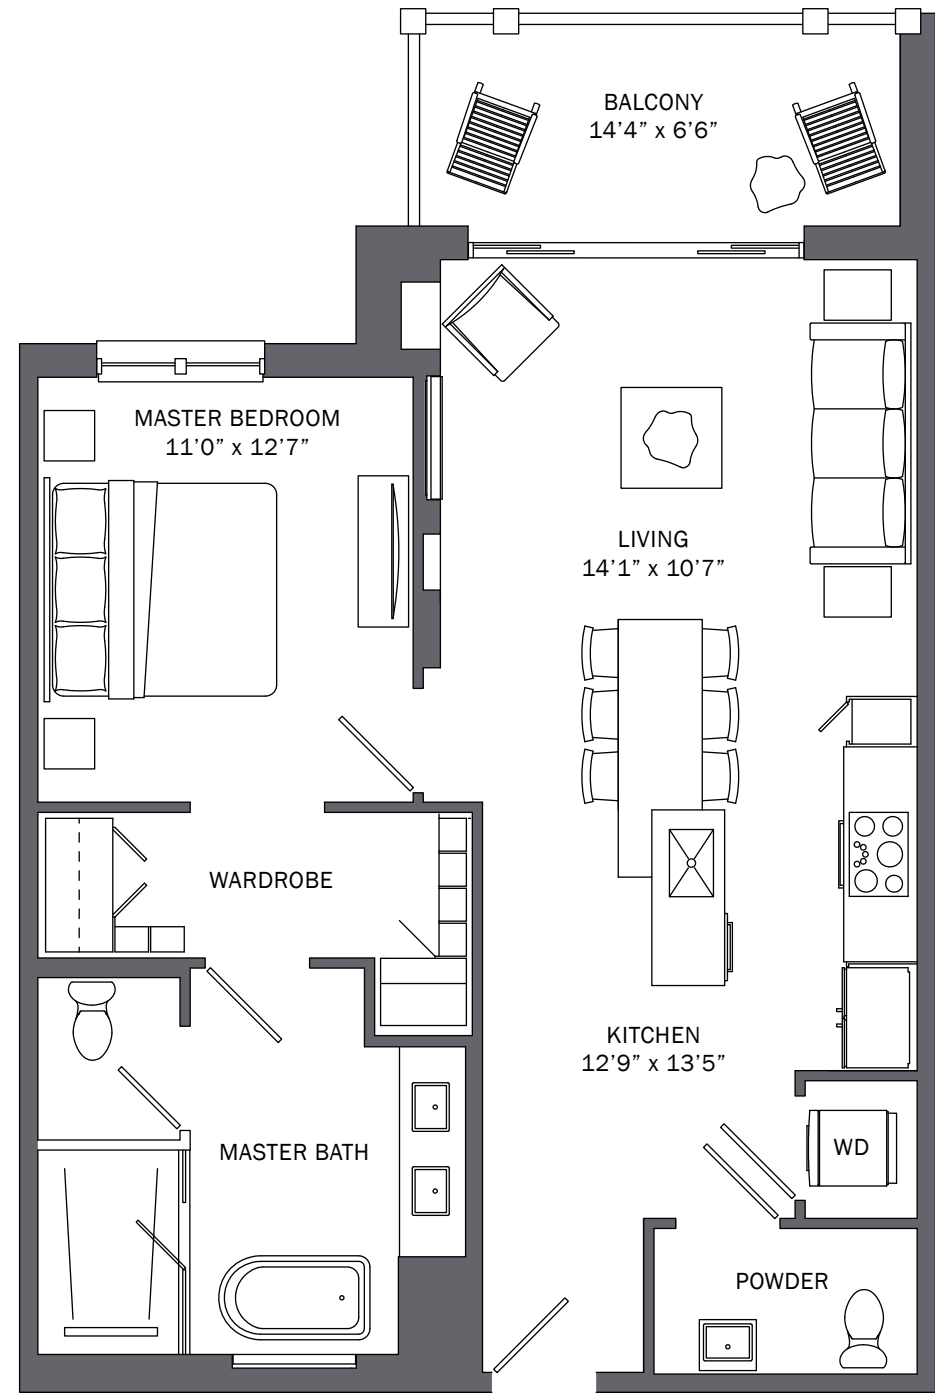 BALCONY
14’4” x 6’6”
MASTER BEDROOM
11’0” x 12’7”
LIVING
14’1” x 10’7”
WARDROBE
KITCHEN
12’9” x 13’5”
MASTER BATH
WD
POWDER